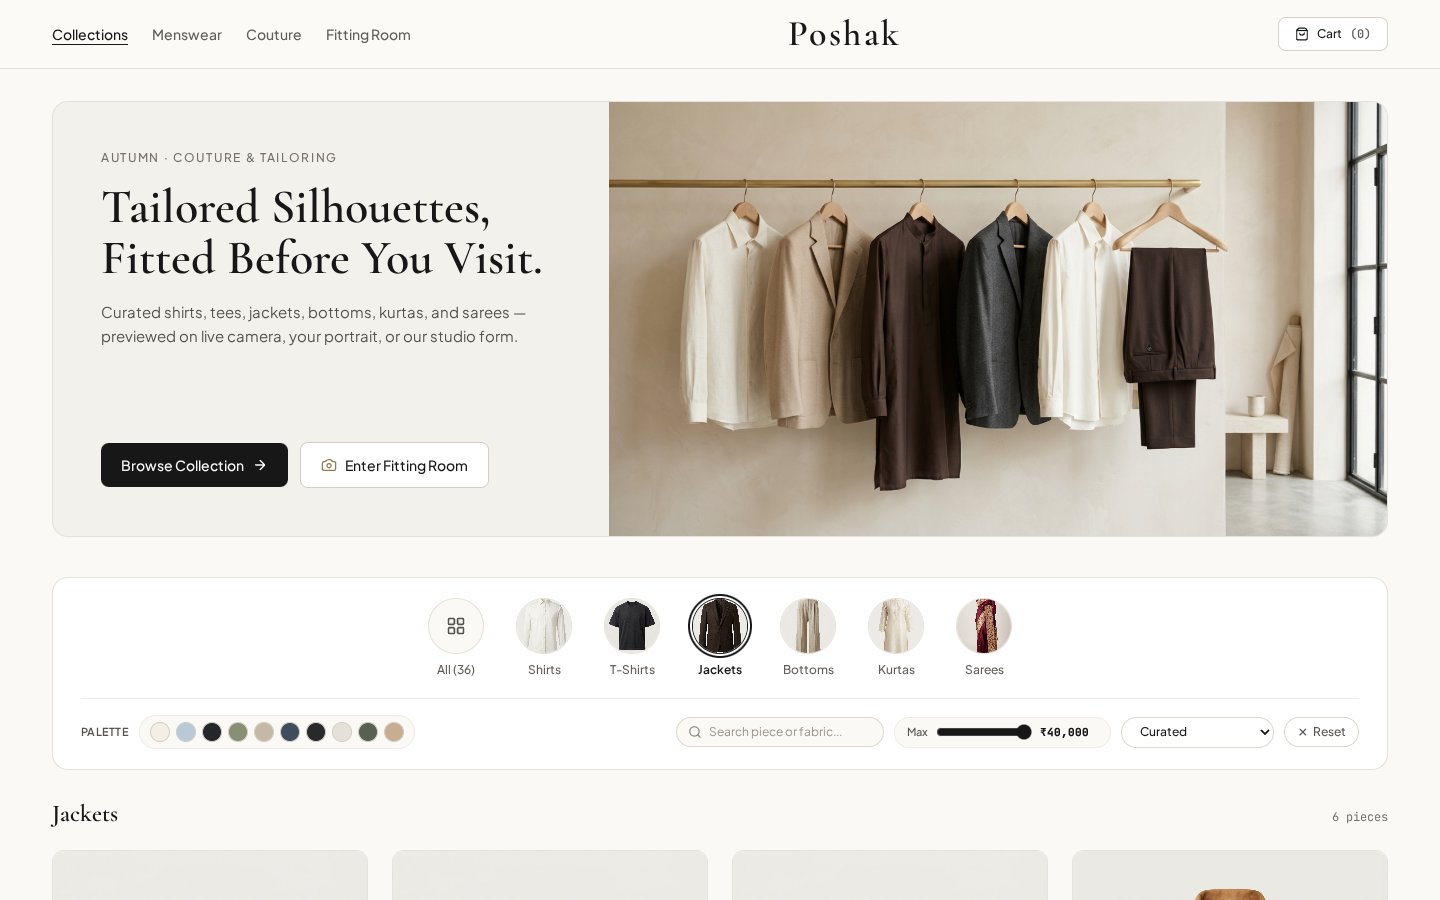 Collections Menswear Couture Fitting Room
Poshak
Cart (0)
AUTUMN · COUTURE & TAILORING
Tailored Silhouettes,
Fitted Before You Visit.
Curated shirts, tees, jackets, bottoms, kurtas, and sarees —
previewed on live camera, your portrait, or our studio form.
Browse Collection
Enter Fitting Room
All (36) Shirts T-Shirts Jackets Bottoms Kurtas Sarees
PALETTE
Search piece or fabric...
Max ₹40,000
Curated
Reset
Jackets
6 pieces